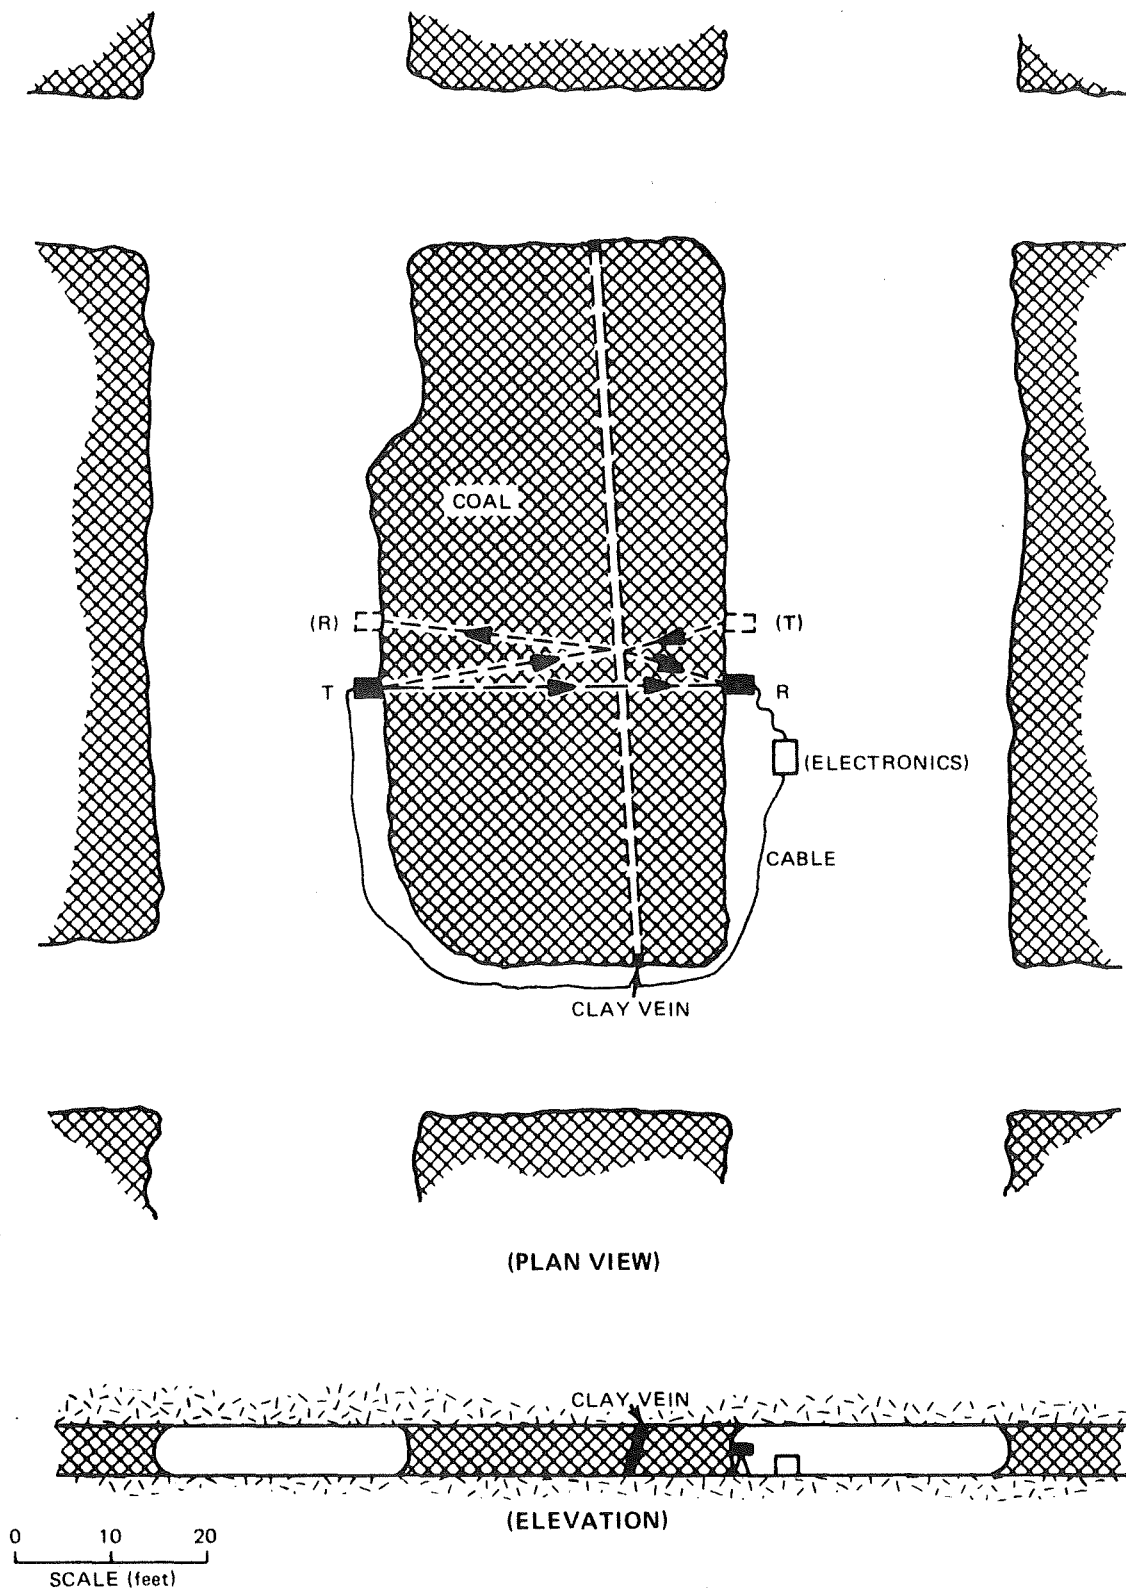 COAL
(R)
(T)
T
R
(ELECTRONICS)
CABLE
CLAY VEIN
(PLAN VIEW)
CLAY VEIN
(ELEVATION)
0 10 20
SCALE (feet)